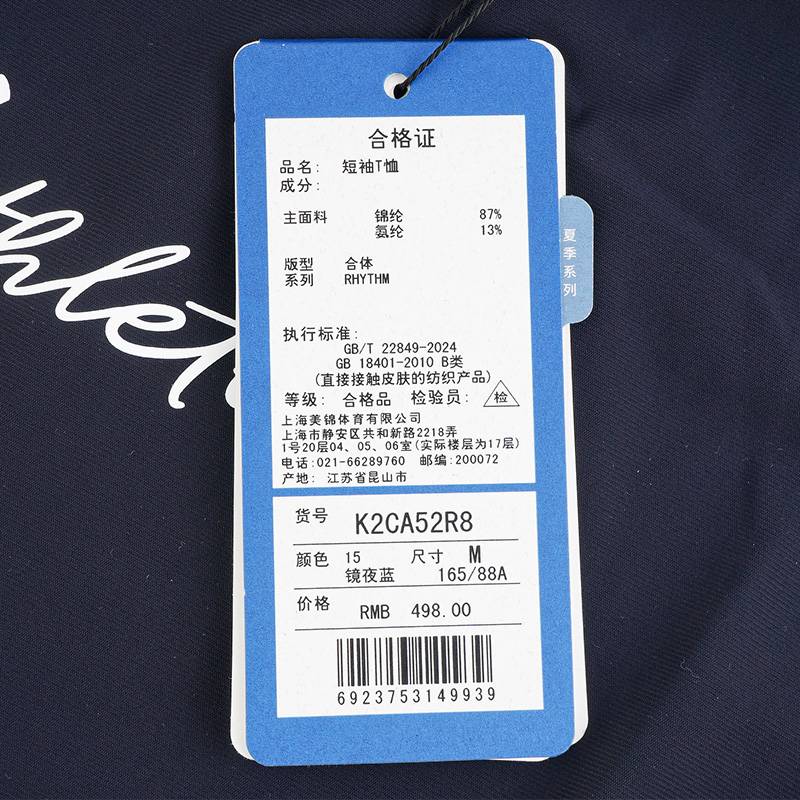 合格证
品名: 短袖T恤
成分:
主面料 锦纶 87%
氨纶 13%
版型 合体
系列 RHYTHM
执行标准:
GB/T 22849-2024
GB 18401-2010 B类
(直接接触皮肤的纺织产品)
等级: 合格品 检验员: 检
上海美锦体育有限公司
上海市静安区共和新路2218弄
1号20层04、05、06室(实际楼层为17层)
电话:021-66289760 邮编:200072
产地: 江苏省昆山市
夏季系列
货号 K2CA52R8
颜色 15 尺寸 M
镜夜蓝 165/88A
价格 RMB 498.00
6923753149939